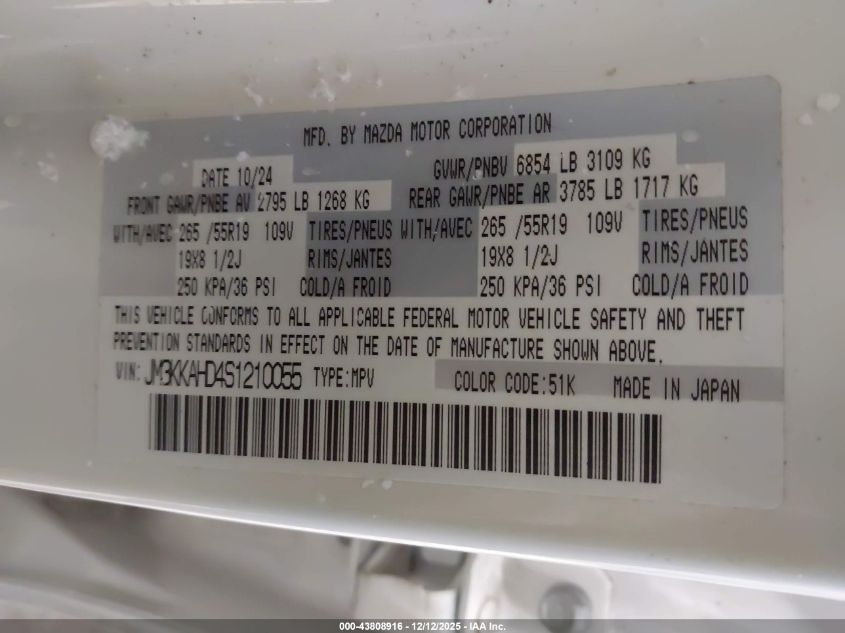 MFD. BY MAZDA MOTOR CORPORATION
DATE 10/24 GVWR/PNBV 6854 LB 3109 KG
FRONT GAWR/PNBE AV 2795 LB 1268 KG REAR GAWR/PNBE AR 3785 LB 1717 KG
WITH/AVEC 265 /55R19 109V TIRES/PNEUS WITH/AVEC 265 /55R19 109V TIRES/PNEUS
19X8 1/2J RIMS/JANTES 19X8 1/2J RIMS/JANTES
250 KPA/36 PSI COLD/A FROID 250 KPA/36 PSI COLD/A FROID
THIS VEHICLE CONFORMS TO ALL APPLICABLE FEDERAL MOTOR VEHICLE SAFETY AND THEFT
PREVENTION STANDARDS IN EFFECT ON THE DATE OF MANUFACTURE SHOWN ABOVE.
VIN: JM3KKAHD4S1210055 TYPE:MPV COLOR CODE:51K MADE IN JAPAN
000-43808916 - 12/12/2025 - IAA Inc.